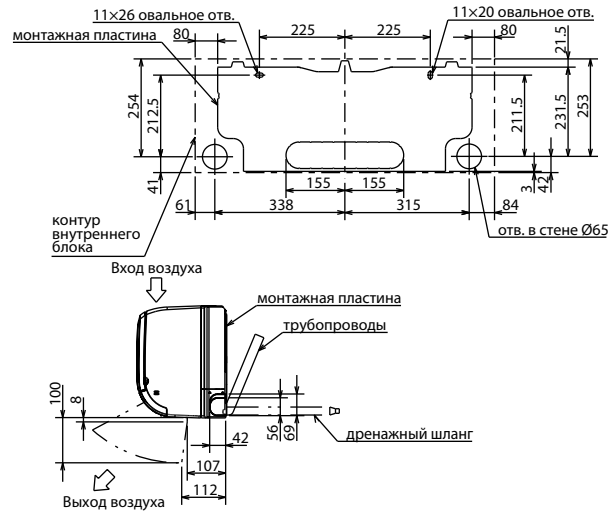 11×26 овальное отв.
11×20 овальное отв.
монтажная пластина
80
225
225
80
21.5
254
212.5
211.5
231.5
253
41
155
155
3
42
61
338
315
84
контур
внутреннего
блока
отв. в стене Ø65
Вход воздуха
монтажная пластина
трубопроводы
100
8
42
56
69
дренажный шланг
107
112
Выход воздуха